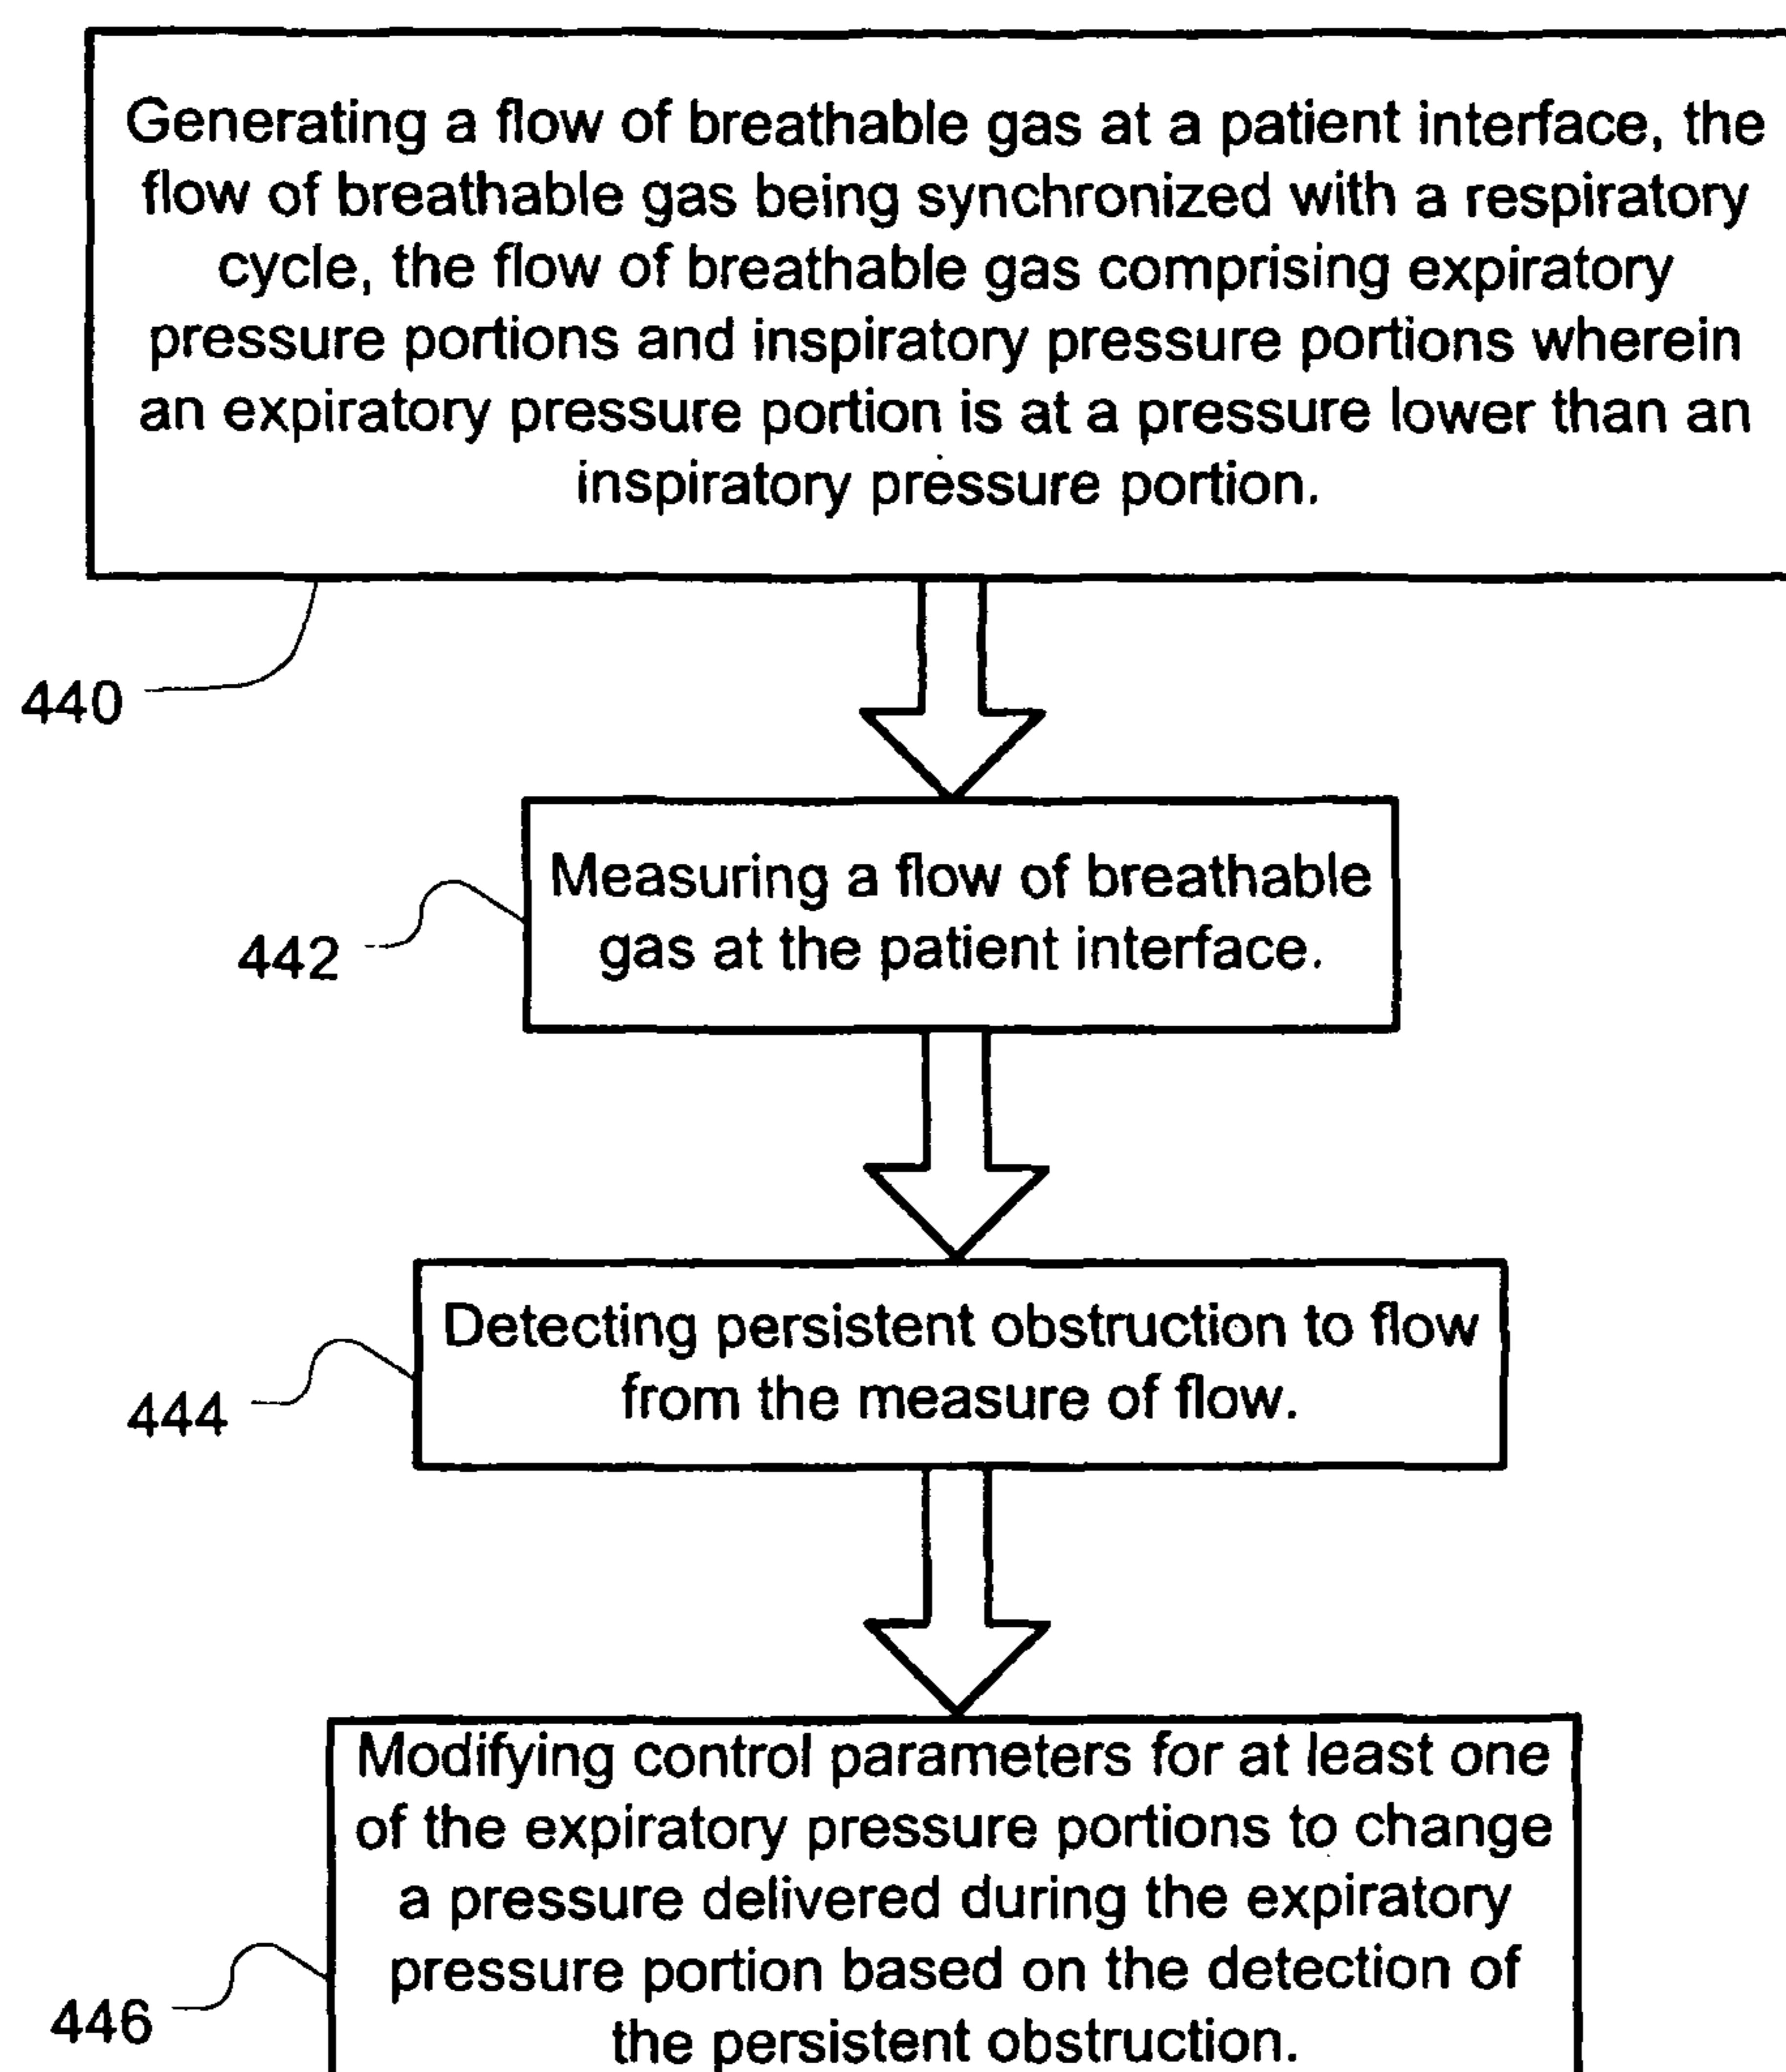 Generating a flow of breathable gas at a patient interface, the
flow of breathable gas being synchronized with a respiratory
cycle, the flow of breathable gas comprising expiratory
pressure portions and inspiratory pressure portions wherein
an expiratory pressure portion is at a pressure lower than an
inspiratory pressure portion.
440
Measuring a flow of breathable
gas at the patient interface.
442
Detecting persistent obstruction to flow
from the measure of flow.
444
Modifying control parameters for at least one
of the expiratory pressure portions to change
a pressure delivered during the expiratory
pressure portion based on the detection of
the persistent obstruction.
446